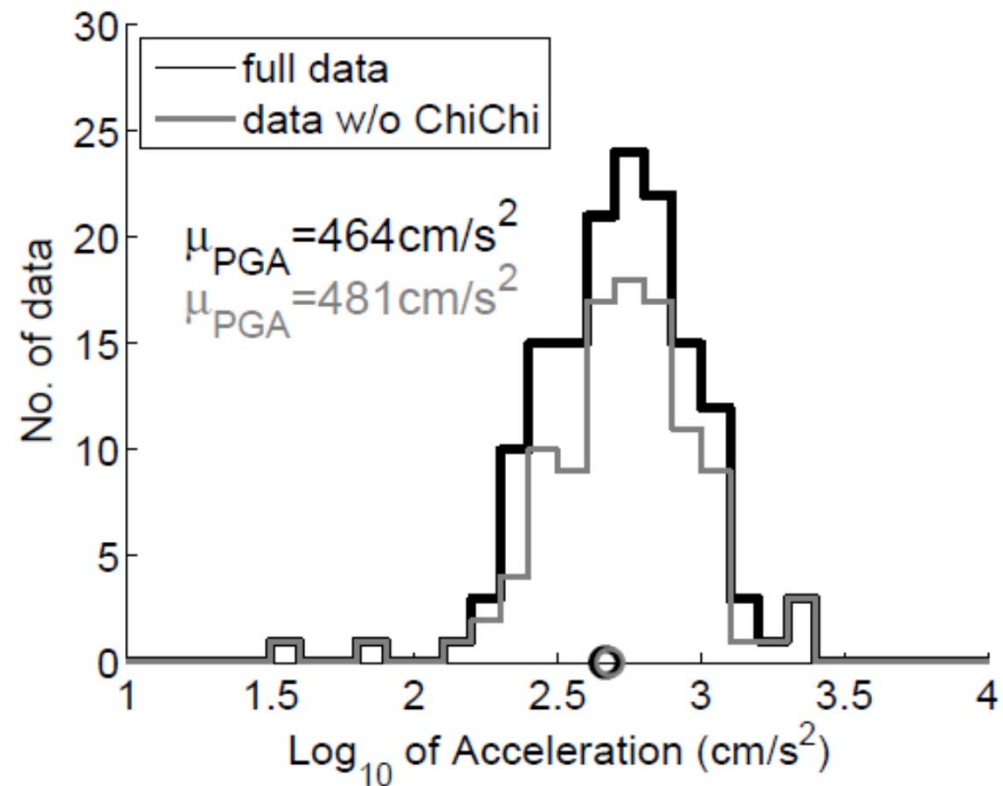 full data
data w/o ChiChi
μPGA=464cm/s2
μPGA=481cm/s2
No. of data
30
25
20
15
10
5
0
1 1.5 2 2.5 3 3.5 4
Log10 of Acceleration (cm/s2)